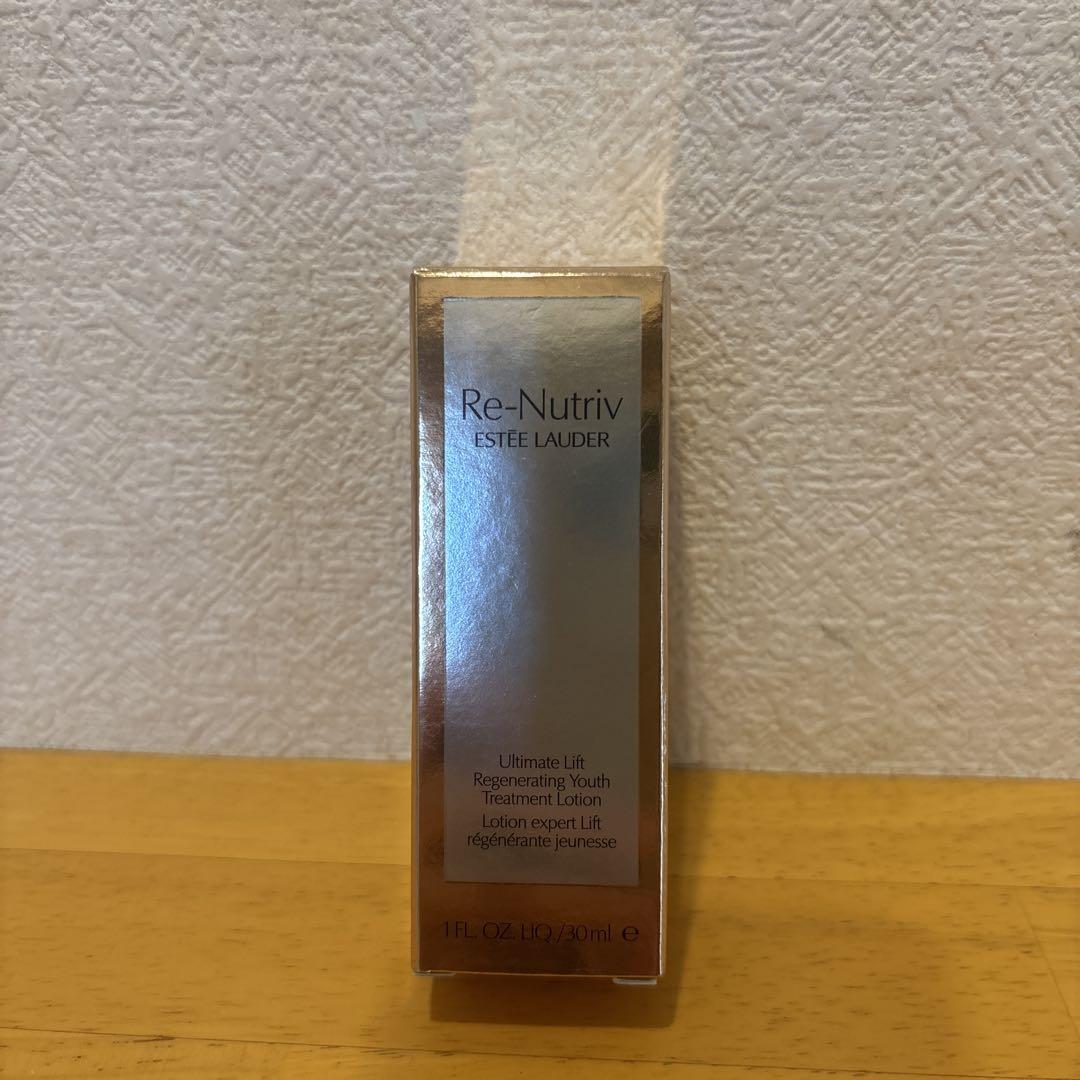 Re-Nutriv
ESTĒE LAUDER
Ultimate Lift
Regenerating Youth
Treatment Lotion
Lotion expert Lift
régénérante jeunesse
1 FL. OZ. LIQ./30 ml ℮